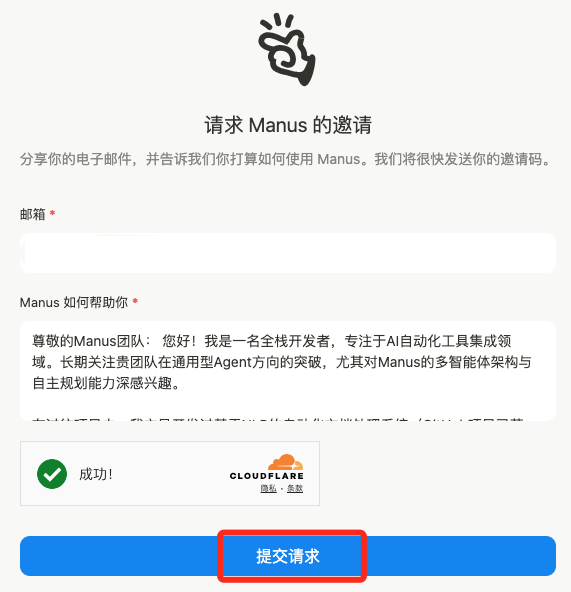 请求 Manus 的邀请
分享你的电子邮件，并告诉我们你打算如何使用 Manus。我们将很快发送你的邀请码。
邮箱 *
Manus 如何帮助你 *
尊敬的Manus团队： 您好！我是一名全栈开发者，专注于AI自动化工具集成领
域。长期关注贵团队在通用型Agent方向的突破，尤其对Manus的多智能体架构与
自主规划能力深感兴趣。
成功！
CLOUDFLARE
隐私 · 条款
提交请求